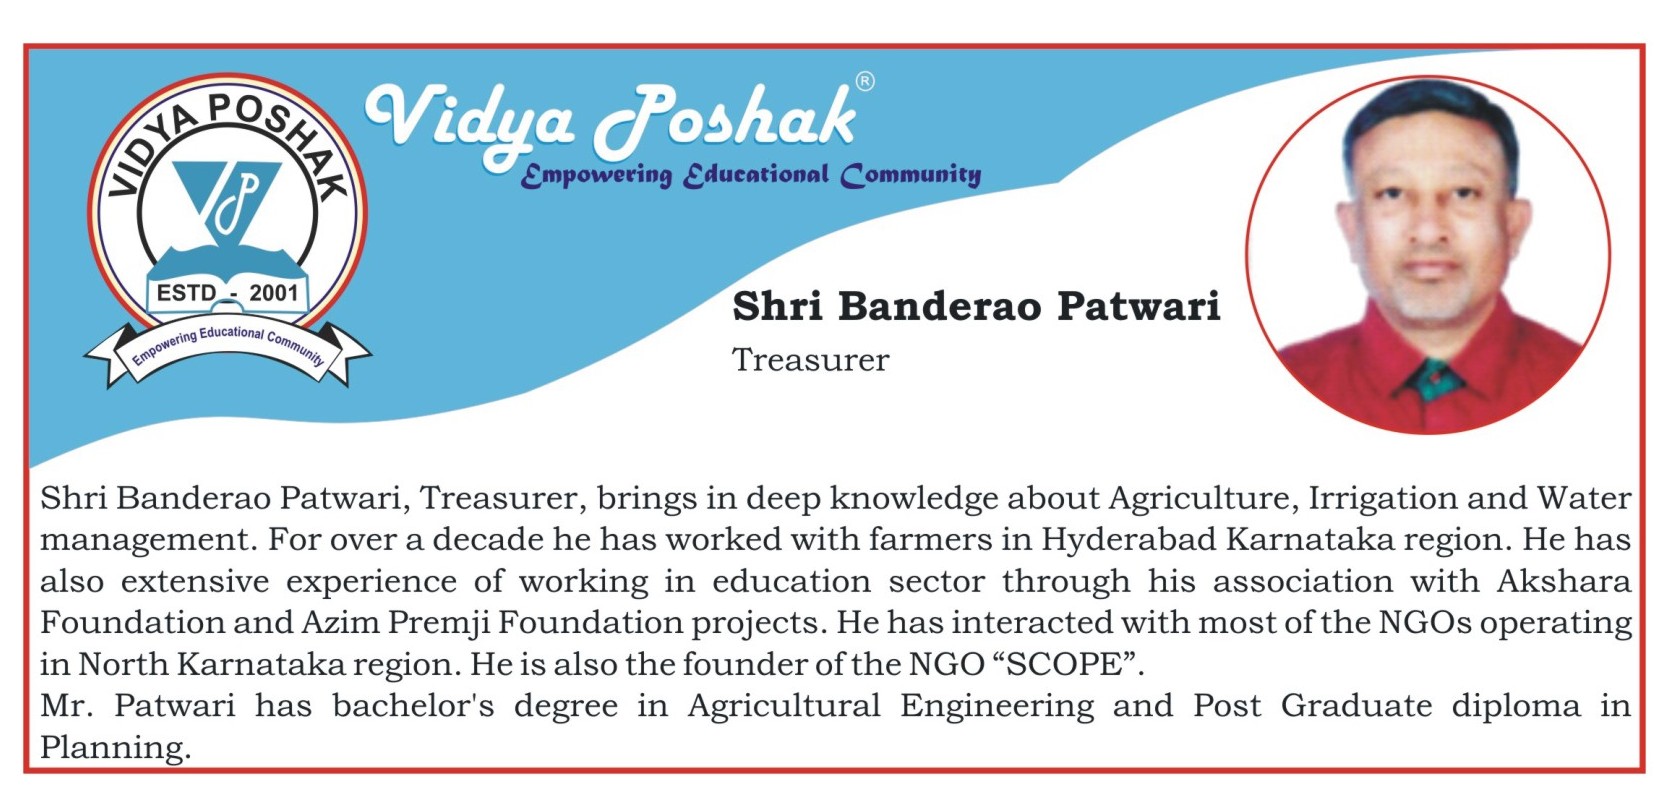 VIDYA POSHAK
VP
ESTD - 2001
Empowering Educational Community
Vidya Poshak®
Empowering Educational Community
Shri Banderao Patwari
Treasurer
Shri Banderao Patwari, Treasurer, brings in deep knowledge about Agriculture, Irrigation and Water
management. For over a decade he has worked with farmers in Hyderabad Karnataka region. He has
also extensive experience of working in education sector through his association with Akshara
Foundation and Azim Premji Foundation projects. He has interacted with most of the NGOs operating
in North Karnataka region. He is also the founder of the NGO “SCOPE”.
Mr. Patwari has bachelor's degree in Agricultural Engineering and Post Graduate diploma in
Planning.